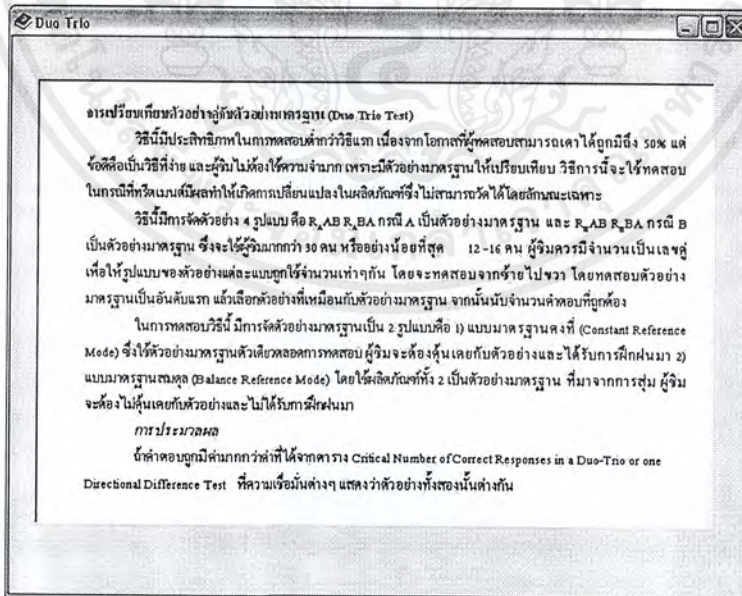 Duo Trio
การเปรียบเทียบตัวอย่างคู่กับตัวอย่างมาตรฐาน (Duo Trio Test)
วิธีนี้มีประสิทธิภาพในการทดสอบต่ำกว่าวิธีแรก เนื่องจากโอกาสที่ผู้ทดสอบสามารถเดาได้ถูกมีถึง 50% แต่
ข้อดีคือเป็นวิธีที่ง่าย และผู้ชิมไม่ต้องใช้ความจำมาก เพราะมีตัวอย่างมาตรฐานให้เปรียบเทียบ วิธีการนี้จะใช้ทดสอบ
ในกรณีที่ทรีตเมนต์มีผลทำให้เกิดการเปลี่ยนแปลงในผลิตภัณฑ์ซึ่งไม่สามารถวัดได้โดยลักษณะเฉพาะ
วิธีนี้มีการจัดตัวอย่าง 4 รูปแบบ คือ R_AAB R_ABA กรณี A เป็นตัวอย่างมาตรฐาน และ R_BAB R_BBA กรณี B
เป็นตัวอย่างมาตรฐาน ซึ่งจะใช้ผู้ชิมมากกว่า 30 คน หรืออย่างน้อยที่สุด 12-16 คน ผู้ชิมควรมีจำนวนเป็นเลขคู่
เพื่อให้รูปแบบของตัวอย่างแต่ละแบบถูกใช้จำนวนเท่าๆกัน โดยจะทดสอบจากซ้ายไปขวา โดยทดสอบตัวอย่าง
มาตรฐานเป็นอันดับแรก แล้วเลือกตัวอย่างที่เหมือนกับตัวอย่างมาตรฐาน จากนั้นนับจำนวนคำตอบที่ถูกต้อง
ในการทดสอบวิธีนี้ มีการจัดตัวอย่างมาตรฐานเป็น 2 รูปแบบคือ 1) แบบมาตรฐานคงที่ (Constant Reference
Mode) ซึ่งใช้ตัวอย่างมาตรฐานตัวเดียวตลอดการทดสอบ ผู้ชิมจะต้องคุ้นเคยกับตัวอย่างและได้รับการฝึกฝนมา 2)
แบบมาตรฐานสมดุล (Balance Reference Mode) โดยใช้ผลิตภัณฑ์ทั้ง 2 เป็นตัวอย่างมาตรฐาน ที่มาจากการสุ่ม ผู้ชิม
จะต้องไม่คุ้นเคยกับตัวอย่างและไม่ได้รับการฝึกฝนมา
การประมวลผล
ถ้าคำตอบถูกมีค่ามากกว่าค่าที่ได้จากตาราง Critical Number of Correct Responses in a Duo-Trio or one
Directional Difference Test ที่ความเชื่อมั่นต่างๆ แสดงว่าตัวอย่างทั้งสองนั้นต่างกัน